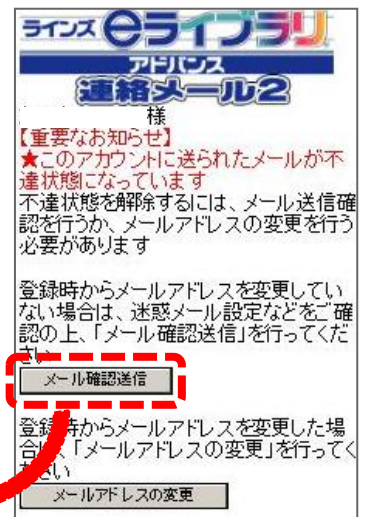 ラインズ eライブラリ
アドバンス
連絡メール2
様
【重要なお知らせ】
★このアカウントに送られたメールが不
達状態になっています
不達状態を解除するには、メール送信確
認を行うか、メールアドレスの変更を行う
必要があります
登録時からメールアドレスを変更してい
ない場合は、迷惑メール設定などをご確
認の上、「メール確認送信」を行ってくだ
さい
メール確認送信
登録時からメールアドレスを変更した場
合は、「メールアドレスの変更」を行ってく
ださい
メールアドレスの変更